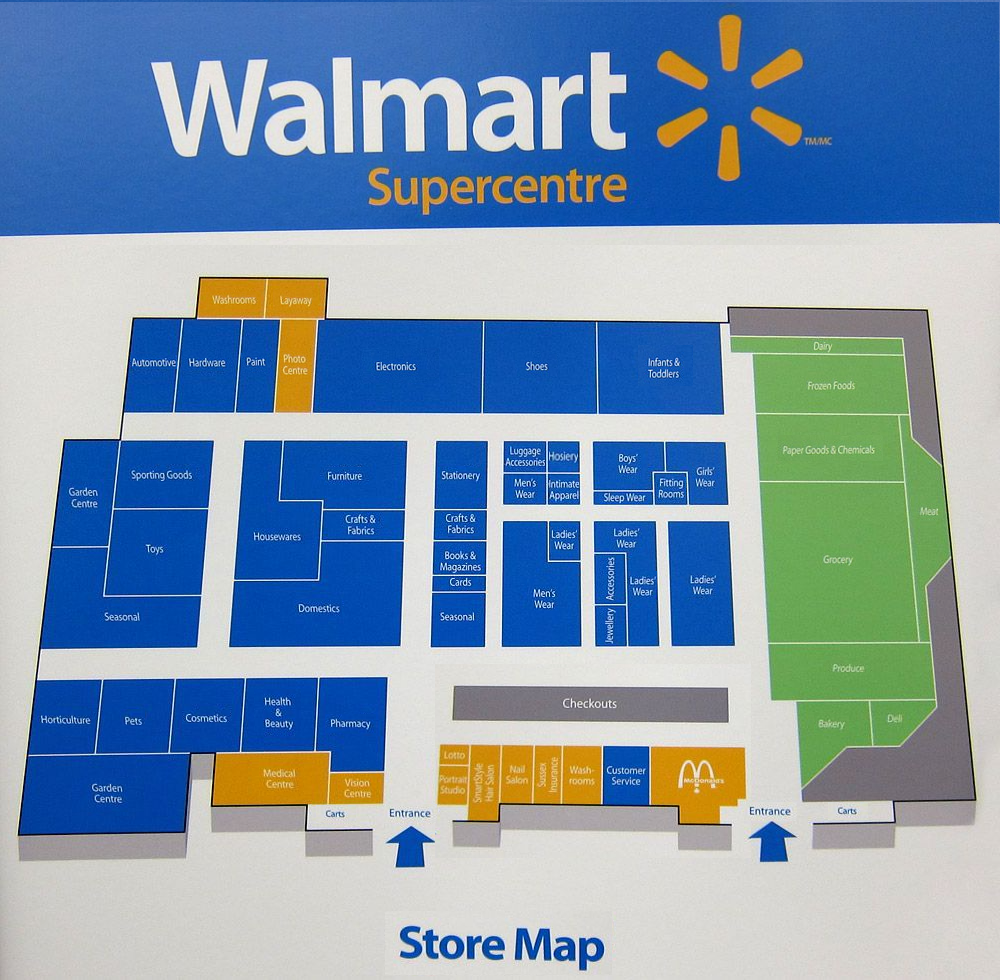 Walmart
TM/MC
Supercentre
Washrooms
Layaway
Automotive
Hardware
Paint
Photo
Centre
Electronics
Shoes
Infants &
Toddlers
Dairy
Frozen Foods
Paper Goods & Chemicals
Meat
Grocery
Produce
Bakery
Deli
Garden
Centre
Sporting Goods
Toys
Seasonal
Furniture
Housewares
Crafts &
Fabrics
Domestics
Stationery
Crafts &
Fabrics
Books &
Magazines
Cards
Seasonal
Luggage
Accessories
Hosiery
Men's
Wear
Intimate
Apparel
Boys'
Wear
Sleep Wear
Fitting
Rooms
Girls'
Wear
Ladies'
Wear
Men's
Wear
Ladies'
Wear
Accessories
Jewellery
Ladies'
Wear
Ladies'
Wear
Horticulture
Pets
Cosmetics
Health
&
Beauty
Pharmacy
Garden
Centre
Medical
Centre
Vision
Centre
Checkouts
Lotto
Portrait
Studio
SmartStyle
Hair Salon
Nail
Salon
Sussex
Insurance
Wash-
rooms
Customer
Service
McDonald's
Carts
Entrance
Entrance
Carts
Store Map